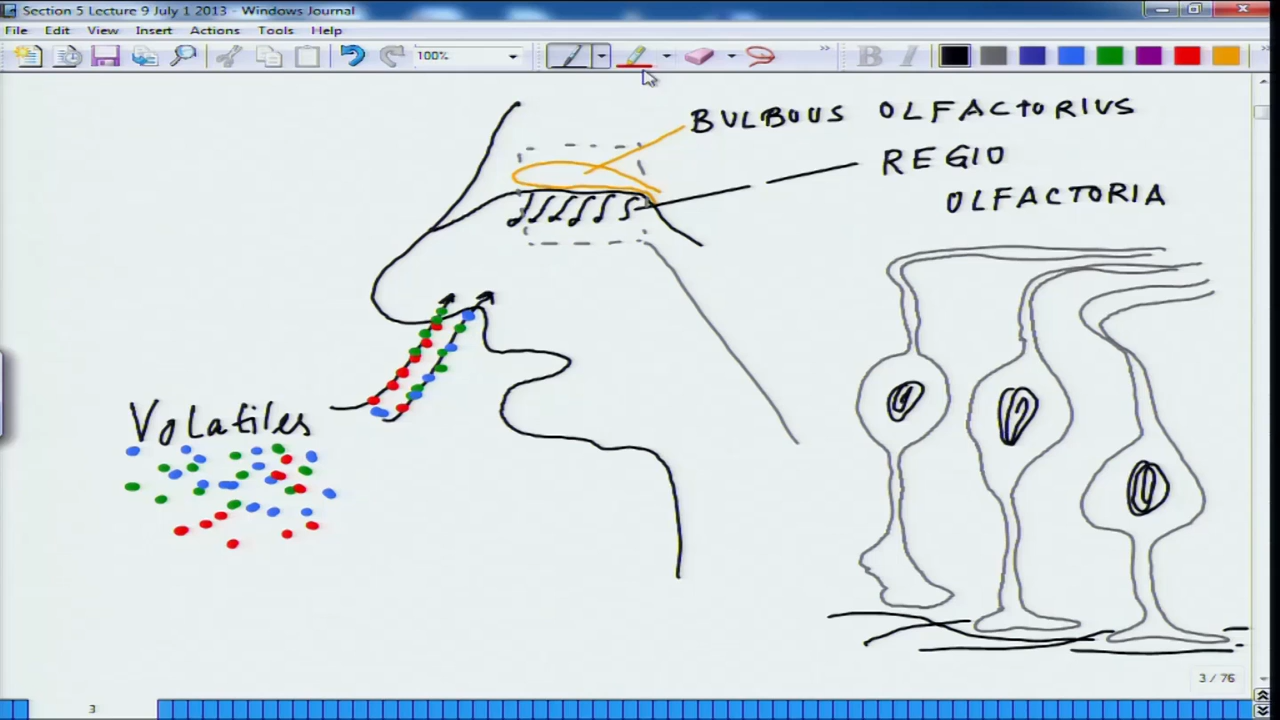 Section 5 Lecture 9 July 1 2013 - Windows Journal
File Edit View Insert Actions Tools Help
100%
B I
BULBOUS OLFACTORIUS
REGIO
OLFACTORIA
Volatiles
3 / 76
3